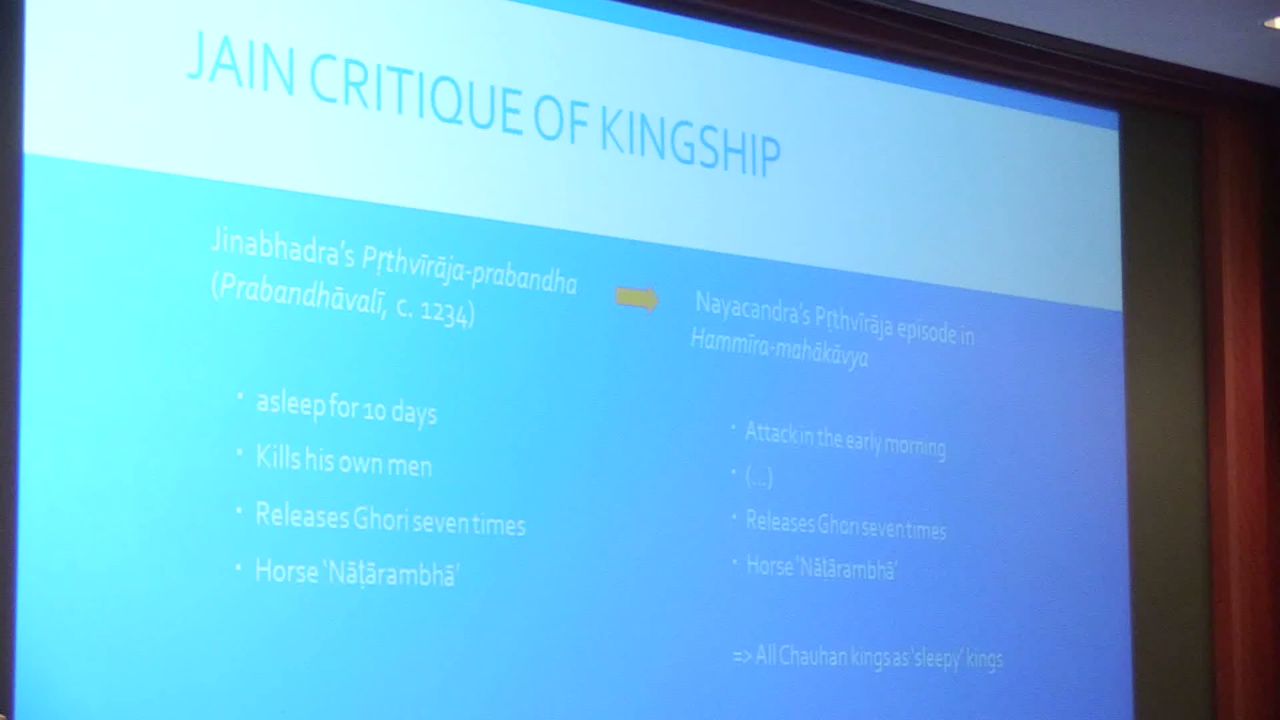 JAIN CRITIQUE OF KINGSHIP
Jinabhadra's Pṛthvīrāja-prabandha
(Prabandhāvalī, c. 1234)
• asleep for 10 days
• Kills his own men
• Releases Ghori seven times
• Horse 'Nāṭārambhā'
Nayacandra's Pṛthvīrāja episode in
Hammīra-mahākāvya
• Attack in the early morning
• (...)
• Releases Ghori seven times
• Horse 'Nāṭārambhā'
=> All Chauhan kings as 'sleepy' kings